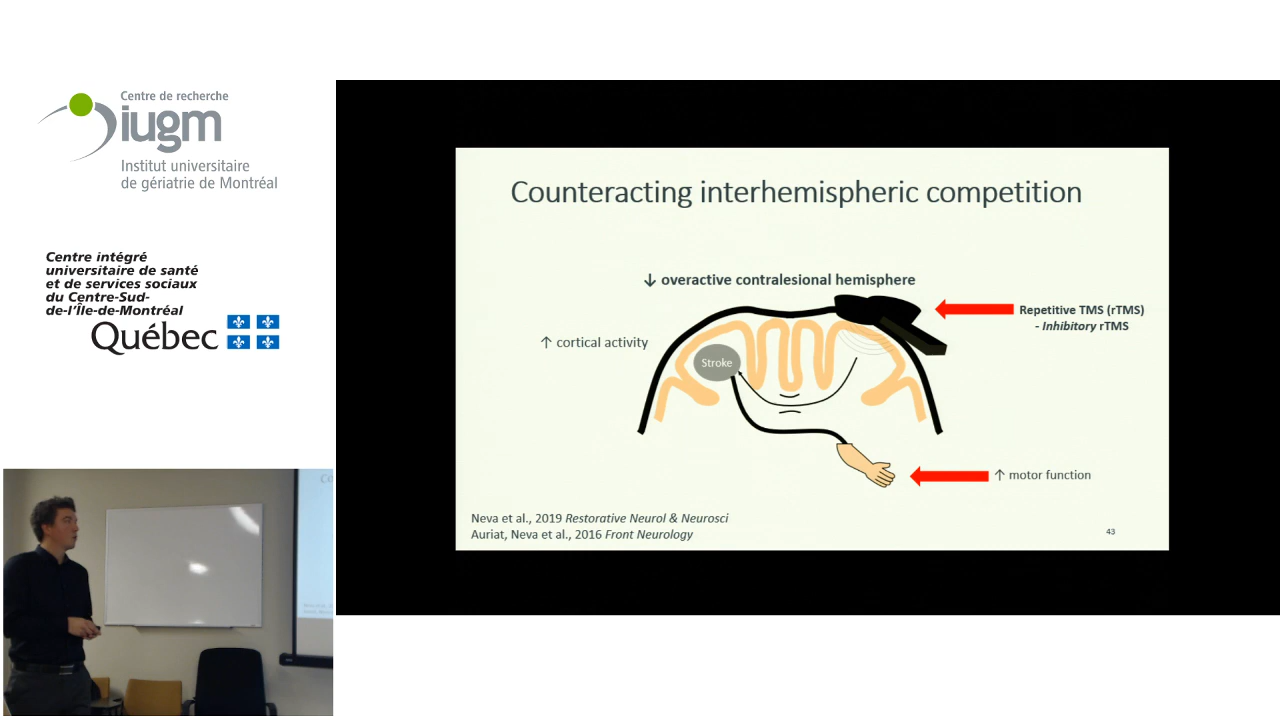 Centre de recherche
iugm
Institut universitaire
de gériatrie de Montréal
Centre intégré
universitaire de santé
et de services sociaux
du Centre-Sud-
de-l'Île-de-Montréal
Québec
Counteracting interhemispheric competition
↓ overactive contralesional hemisphere
Repetitive TMS (rTMS)
- Inhibitory rTMS
↑ cortical activity
Stroke
↑ motor function
Neva et al., 2019 Restorative Neurol & Neurosci
Auriat, Neva et al., 2016 Front Neurology
43